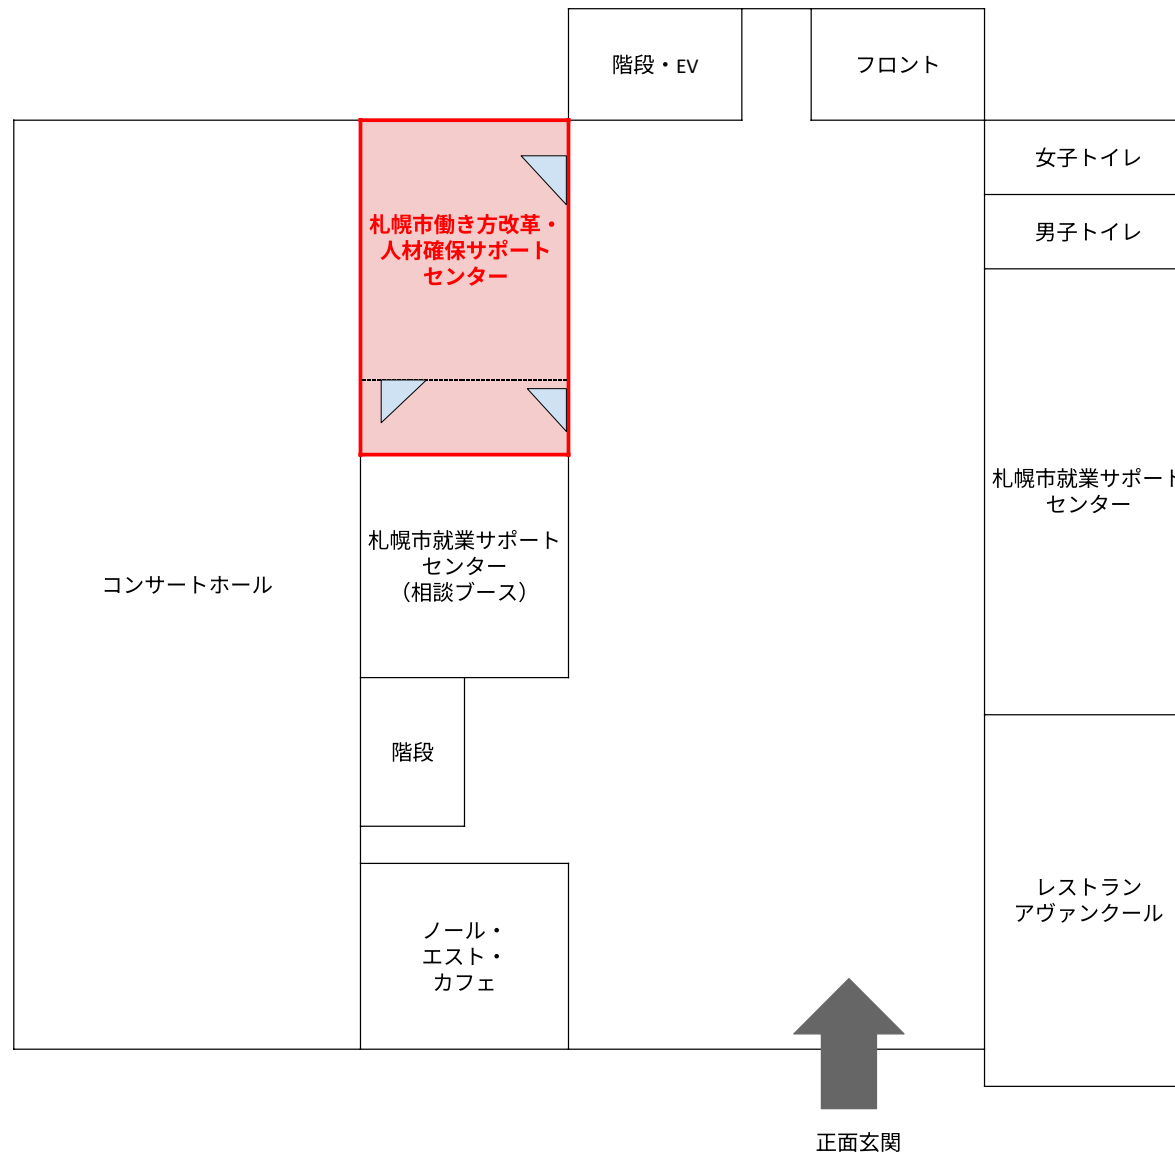 階段・EV
フロント
女子トイレ
男子トイレ
札幌市働き方改革・
人材確保サポート
センター
札幌市就業サポート
センター
札幌市就業サポート
センター
（相談ブース）
コンサートホール
階段
レストラン
アヴァンクール
ノール・
エスト・
カフェ
正面玄関